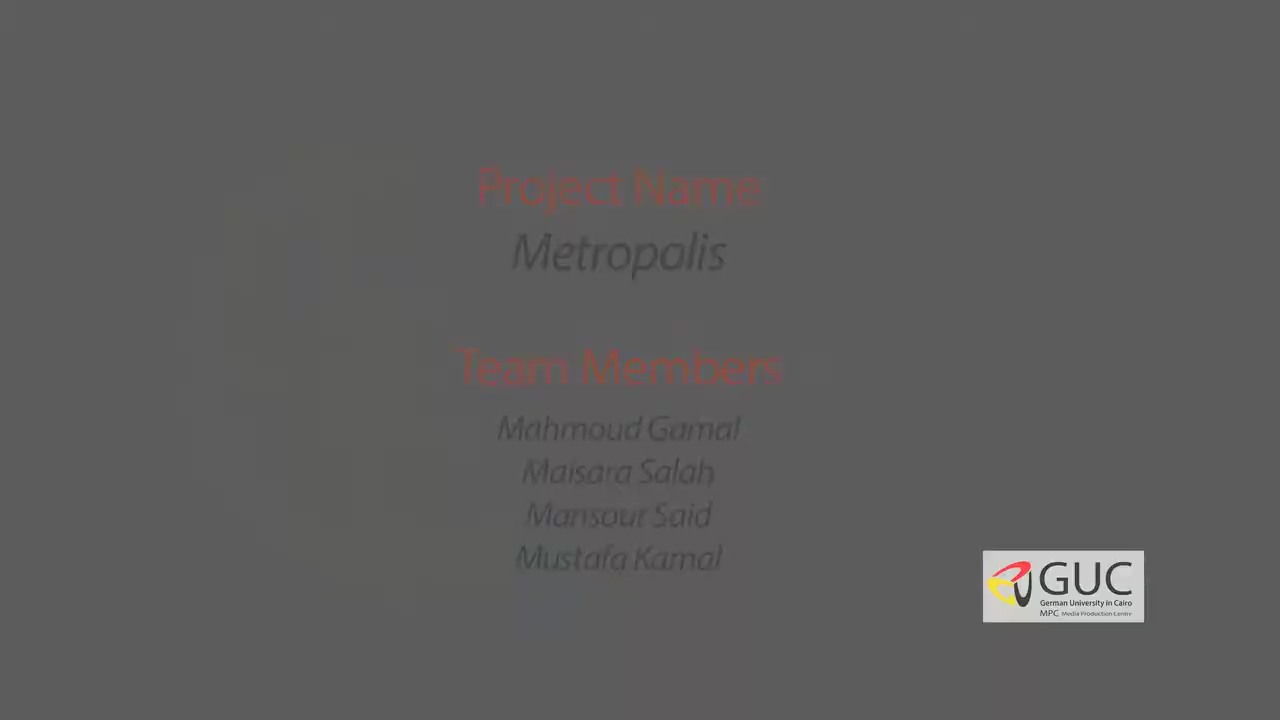 Project Name
Metropolis
Team Members
Mahmoud Gamal
Maisara Salah
Mansour Said
Mustafa Kamal
GUC
German University in Cairo
MPC Media Production Centre